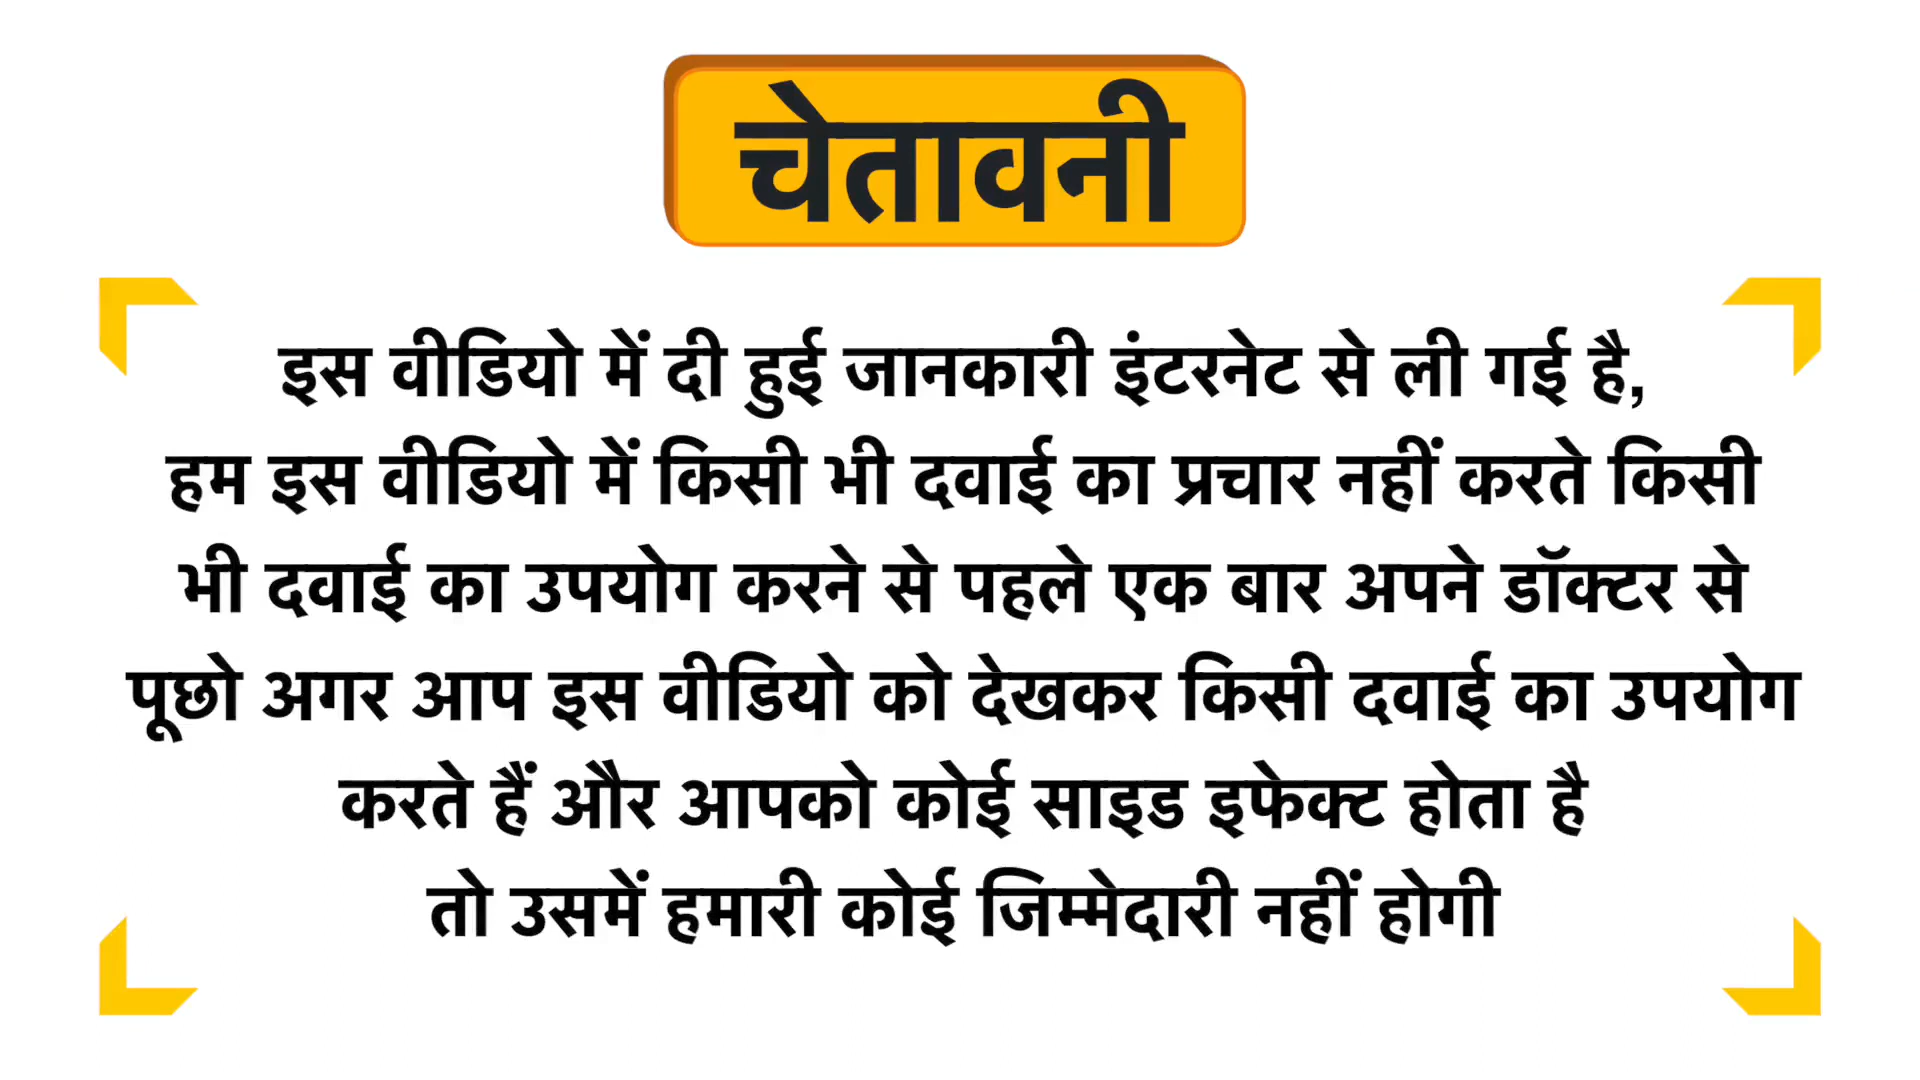 चेतावनी
इस वीडियो में दी हुई जानकारी इंटरनेट से ली गई है,
हम इस वीडियो में किसी भी दवाई का प्रचार नहीं करते किसी
भी दवाई का उपयोग करने से पहले एक बार अपने डॉक्टर से
पूछो अगर आप इस वीडियो को देखकर किसी दवाई का उपयोग
करते हैं और आपको कोई साइड इफेक्ट होता है
तो उसमें हमारी कोई जिम्मेदारी नहीं होगी